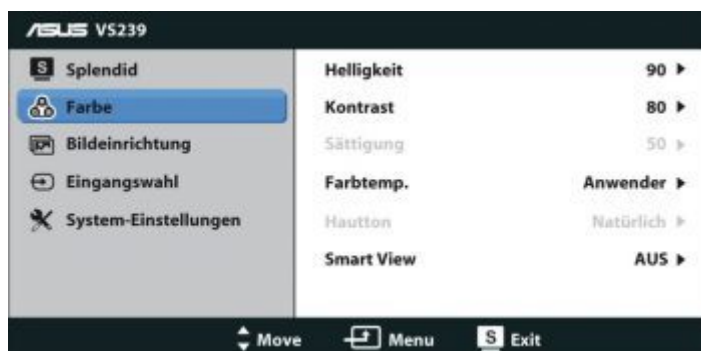 ASUS VS239
S Splendid
Farbe
Bildeinrichtung
Eingangswahl
System-Einstellungen
Helligkeit 90
Kontrast 80
Sättigung 50
Farbtemp. Anwender
Hautton Natürlich
Smart View AUS
Move Menu S Exit